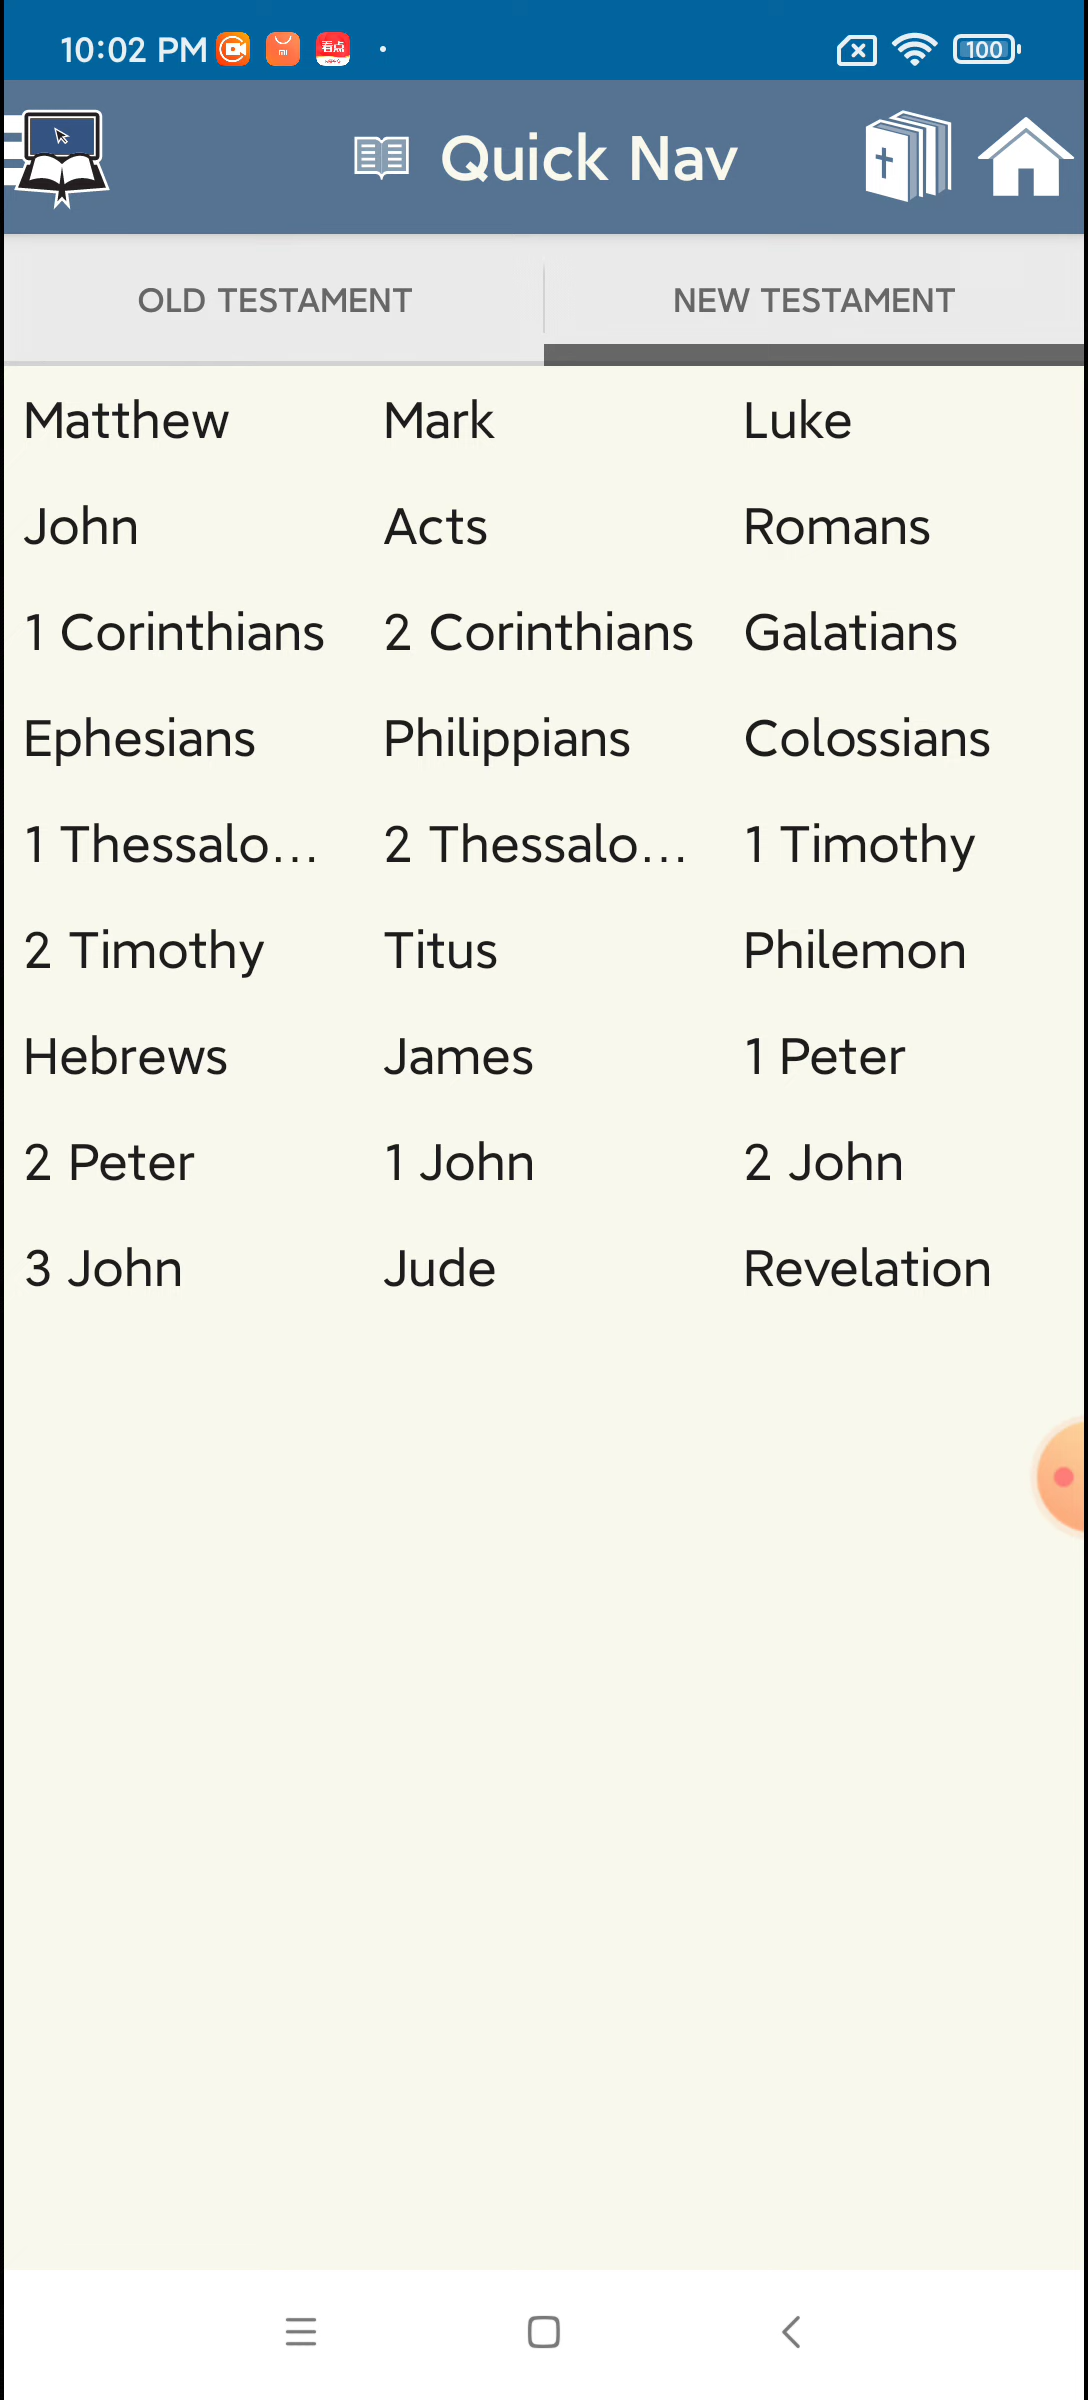 10:02 PM 看点 100
Quick Nav
OLD TESTAMENT NEW TESTAMENT
Matthew Mark Luke
John Acts Romans
1 Corinthians 2 Corinthians Galatians
Ephesians Philippians Colossians
1 Thessalo... 2 Thessalo... 1 Timothy
2 Timothy Titus Philemon
Hebrews James 1 Peter
2 Peter 1 John 2 John
3 John Jude Revelation